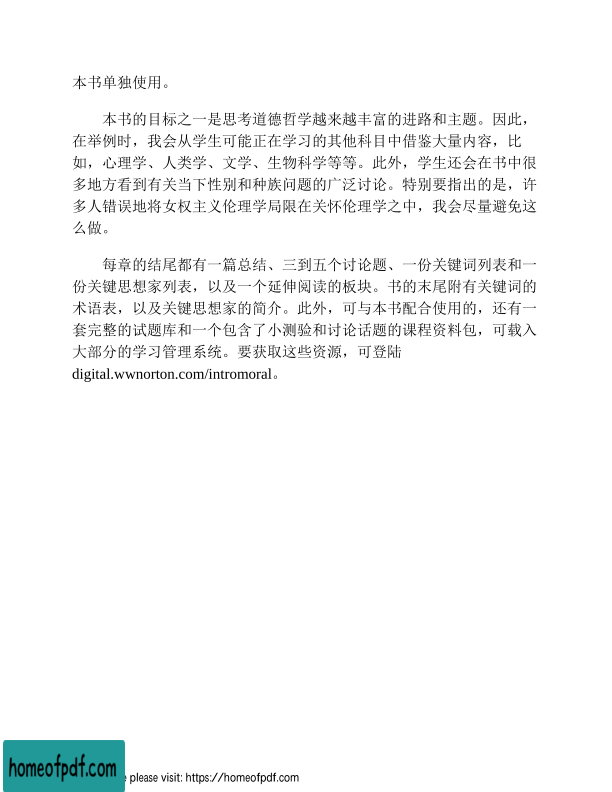 本书单独使用。
本书的目标之一是思考道德哲学越来越丰富的进路和主题。因此，
在举例时，我会从学生可能正在学习的其他科目中借鉴大量内容，比
如，心理学、人类学、文学、生物科学等等。此外，学生还会在书中很
多地方看到有关当下性别和种族问题的广泛讨论。特别要指出的是，许
多人错误地将女权主义伦理学局限在关怀伦理学之中，我会尽量避免这
么做。
每章的结尾都有一篇总结、三到五个讨论题、一份关键词列表和一
份关键思想家列表，以及一个延伸阅读的板块。书的末尾附有关键词的
术语表，以及关键思想家的简介。此外，可与本书配合使用的，还有一
套完整的试题库和一个包含了小测验和讨论话题的课程资料包，可载入
大部分的学习管理系统。要获取这些资源，可登陆
digital.wwnorton.com/intromoral。
homeofpdf.com
please visit: https://homeofpdf.com